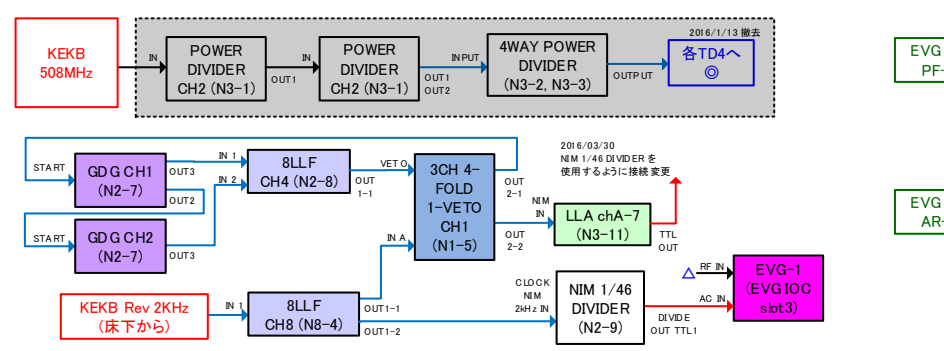 2016/1/13 撤去
KEKB
508MHz
IN
POWER
DIVIDER
CH2 (N3-1)
OUT1
IN
POWER
DIVIDER
CH2 (N3-1)
OUT1
OUT2
INPUT
4WAY POWER
DIVIDER
(N3-2, N3-3)
OUTPUT
各TD4へ
◎
EVG
PF-
START
GDG CH1
(N2-7)
OUT3
OUT2
START
GDG CH2
(N2-7)
OUT3
IN 1
IN 2
8LLF
CH4 (N2-8)
OUT
1-1
VETO
3CH 4-
FOLD
1-VETO
CH1
(N1-5)
IN A
OUT
2-1
OUT
2-2
NIM
IN
LLA chA-7
(N3-11)
TTL
OUT
2016/03/30
NIM 1/46 DIVIDER を
使用するように接続変更
EVG
AR-
KEKB Rev 2KHz
(床下から)
IN 1
8LLF
CH8 (N8-4)
OUT1-1
OUT1-2
CLOCK
NIM
2kHz IN
NIM 1/46
DIVIDER
(N2-9)
DIVIDE
OUT TTL1
△
RF IN
AC IN
EVG-1
(EVG IOC
slot3)